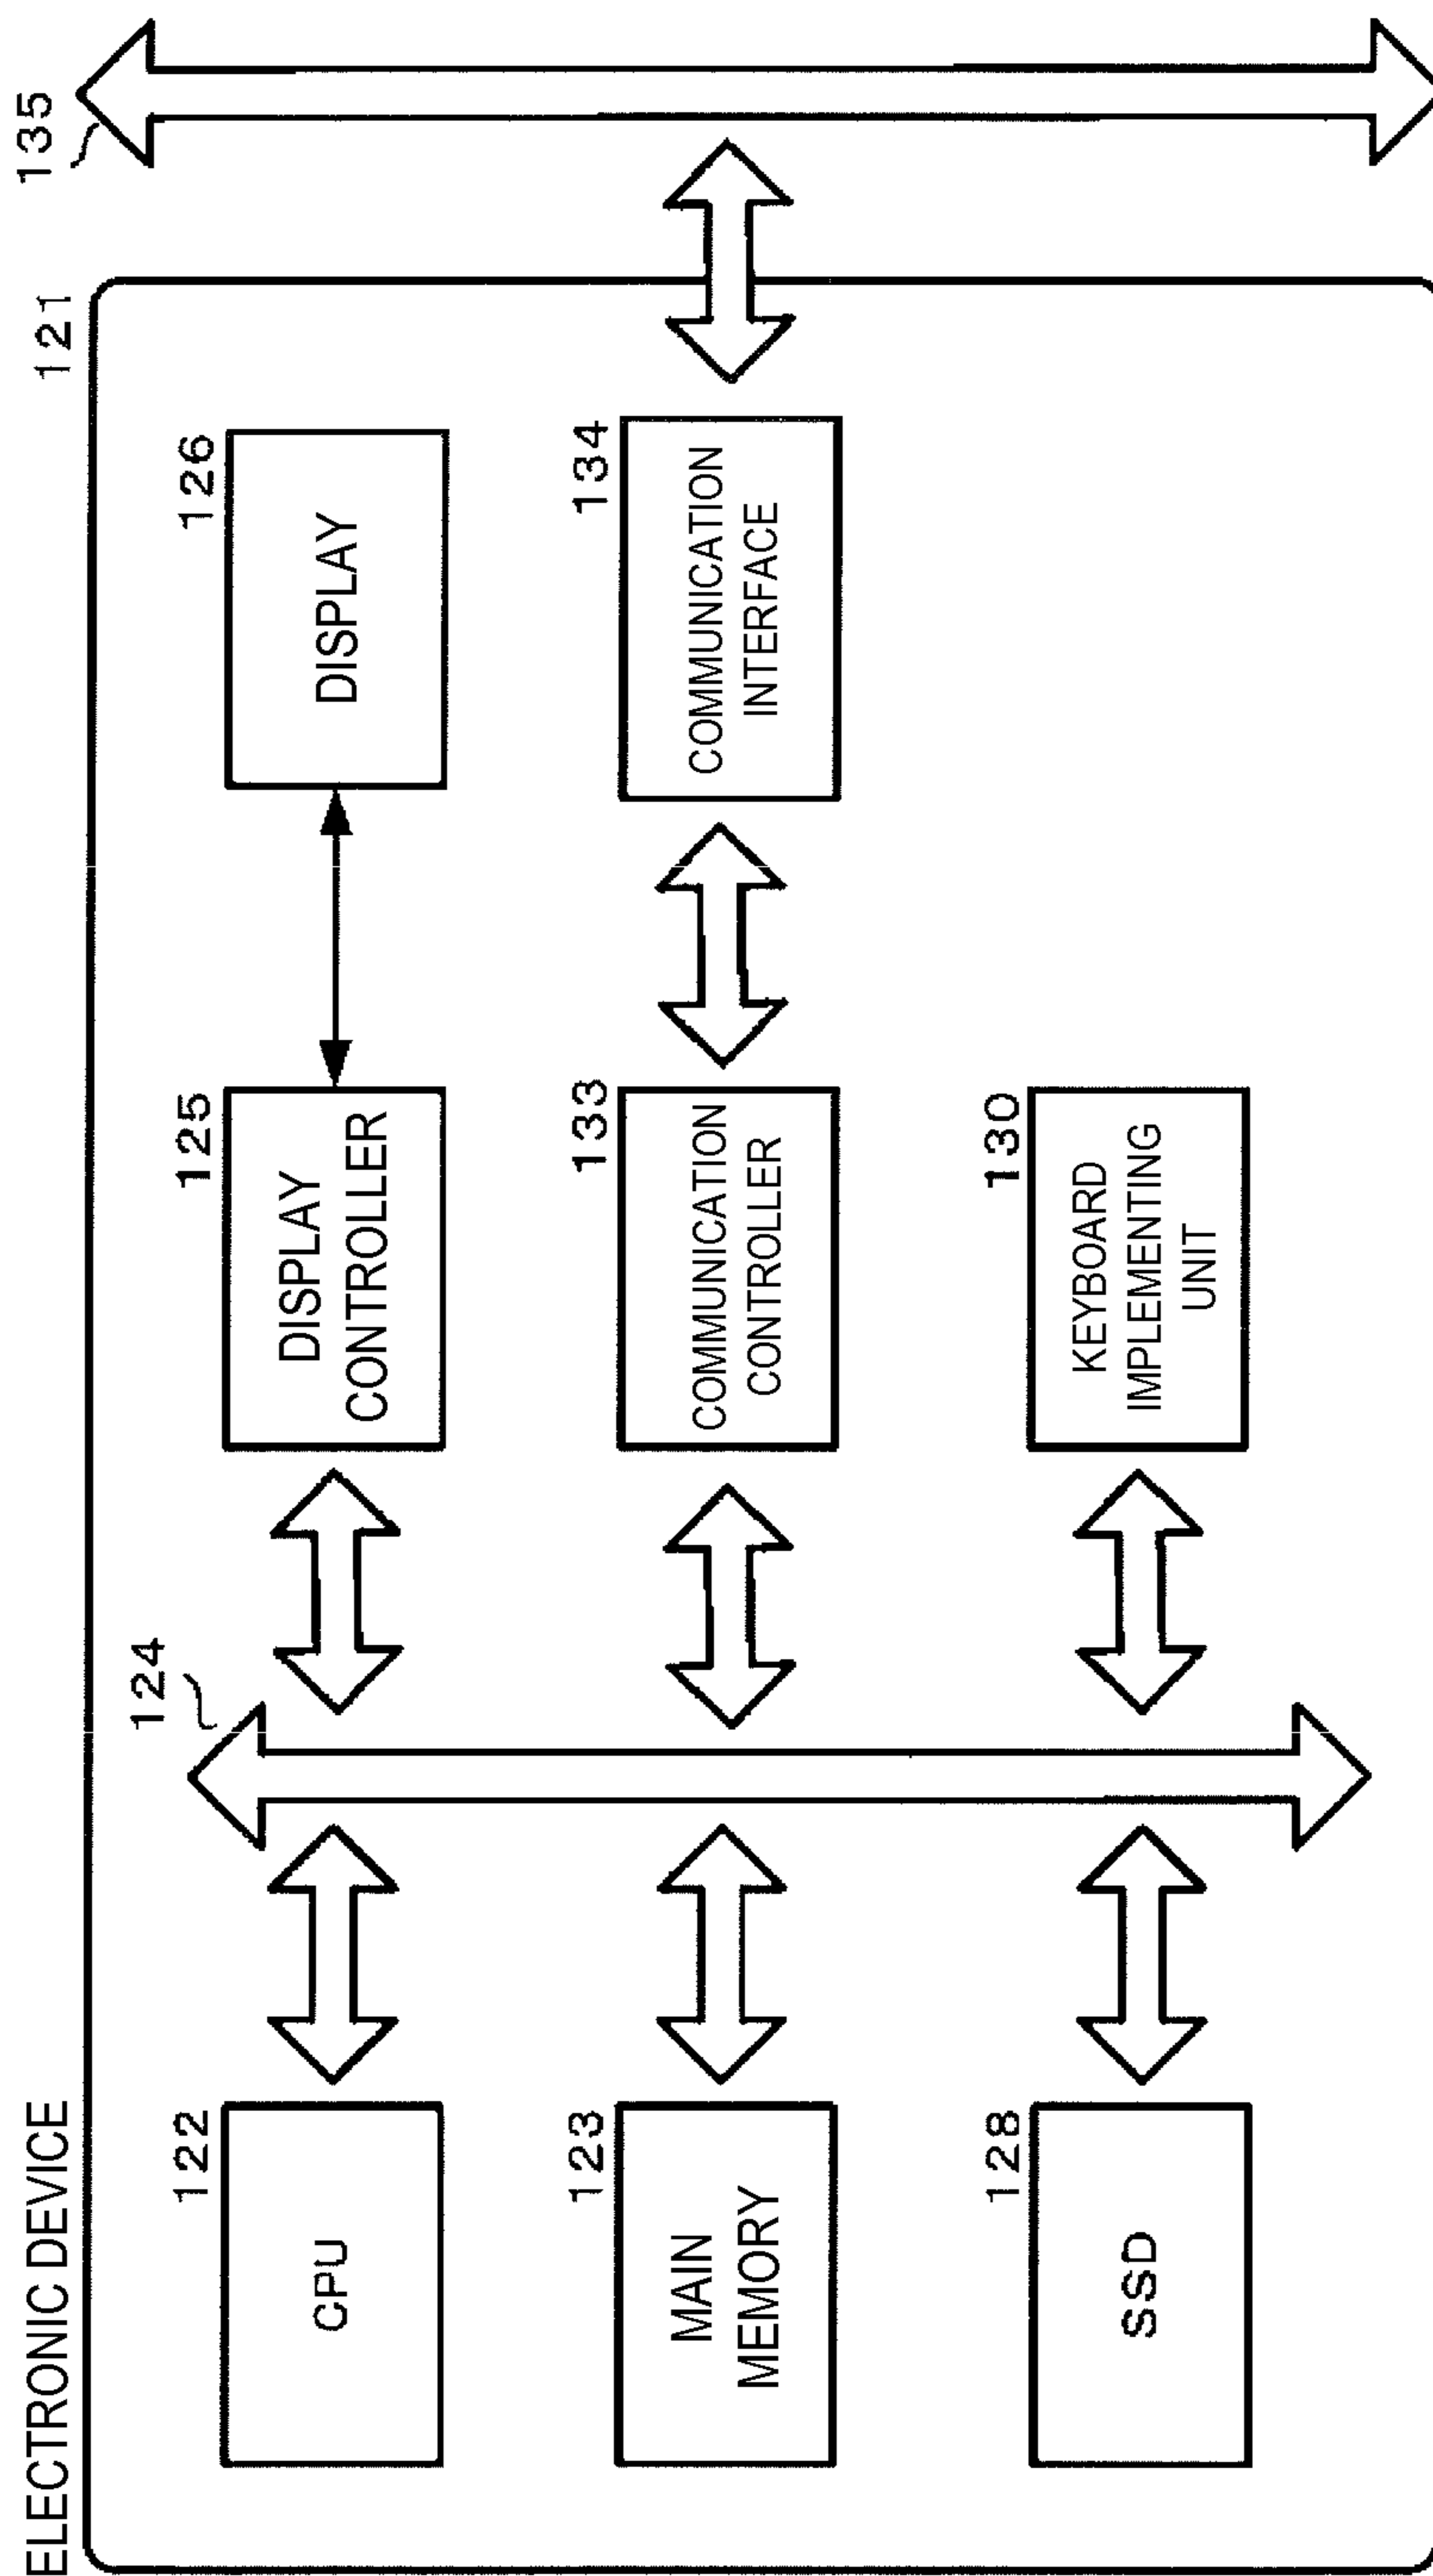 ELECTRONIC DEVICE
121
135
122
CPU
124
125
DISPLAY
CONTROLLER
126
DISPLAY
123
MAIN
MEMORY
133
COMMUNICATION
CONTROLLER
134
COMMUNICATION
INTERFACE
128
SSD
130
KEYBOARD
IMPLEMENTING
UNIT